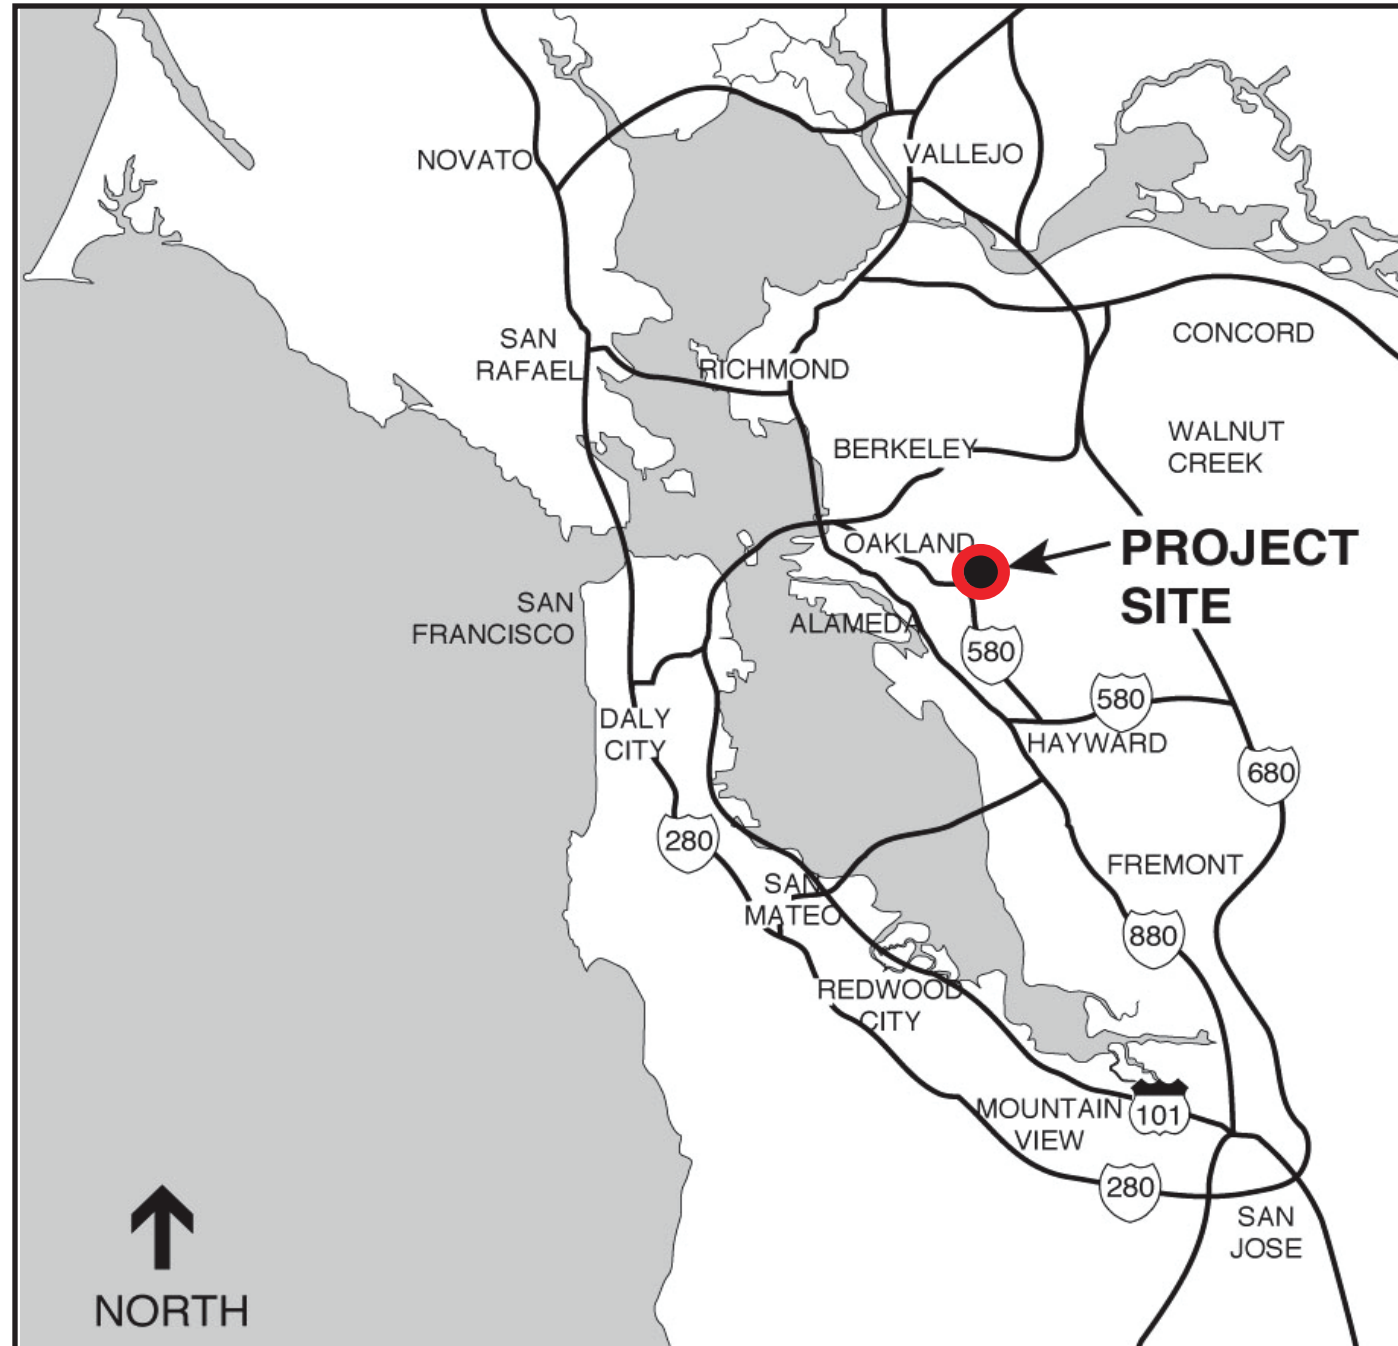 NOVATO
VALLEJO
SAN
RAFAEL
RICHMOND
CONCORD
BERKELEY
WALNUT
CREEK
OAKLAND
PROJECT
SITE
SAN
FRANCISCO
ALAMEDA
580
580
DALY
CITY
HAYWARD
680
280
FREMONT
SAN
MATEO
880
REDWOOD
CITY
MOUNTAIN
VIEW
101
280
SAN
JOSE
NORTH